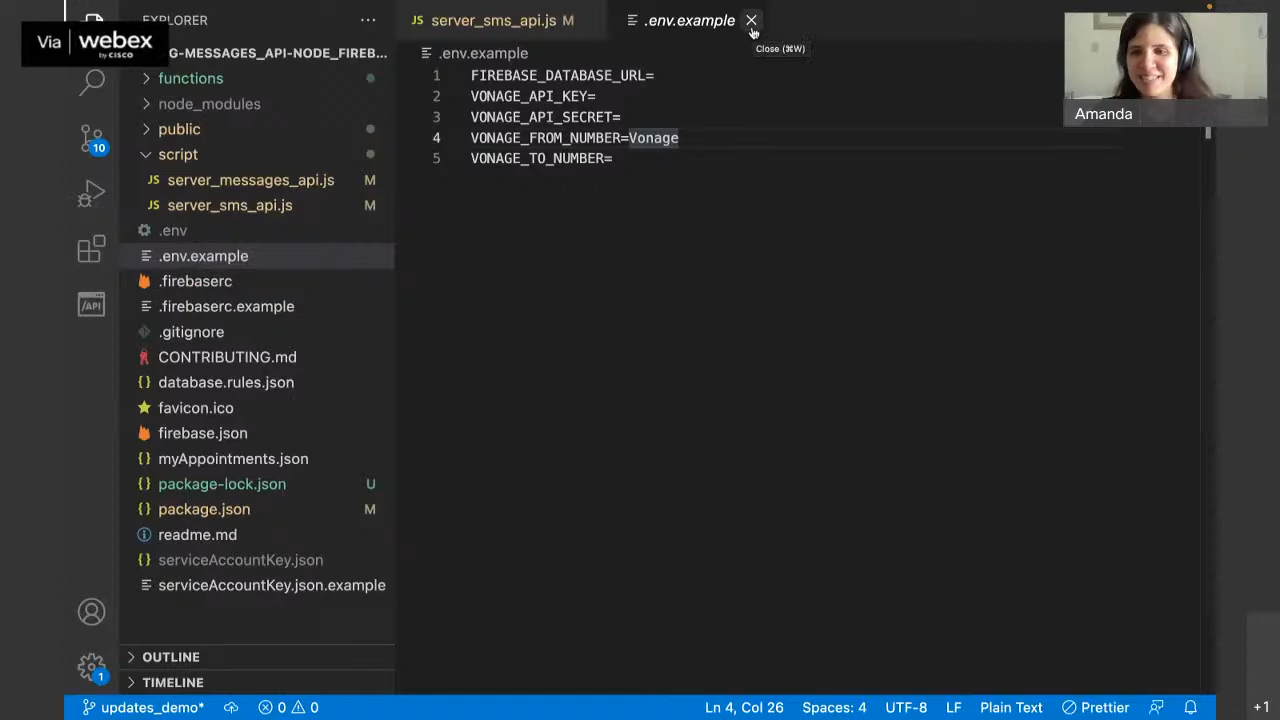 EXPLORER
···
JS server_sms_api.js M
.env.example
Close (⌘W)
Via webex
by CISCO
G-MESSAGES_API-NODE_FIREB...
functions
node_modules
public
script
JS server_messages_api.js M
JS server_sms_api.js M
.env
.env.example
.firebaserc
.firebaserc.example
.gitignore
CONTRIBUTING.md
{} database.rules.json
favicon.ico
firebase.json
{} myAppointments.json
{} package-lock.json U
{} package.json M
readme.md
{} serviceAccountKey.json
serviceAccountKey.json.example
OUTLINE
TIMELINE
10
/API
1
.env.example
1 FIREBASE_DATABASE_URL=
2 VONAGE_API_KEY=
3 VONAGE_API_SECRET=
4 VONAGE_FROM_NUMBER=Vonage
5 VONAGE_TO_NUMBER=
Amanda
updates_demo* 0 0 Ln 4, Col 26 Spaces: 4 UTF-8 LF Plain Text Prettier
+1